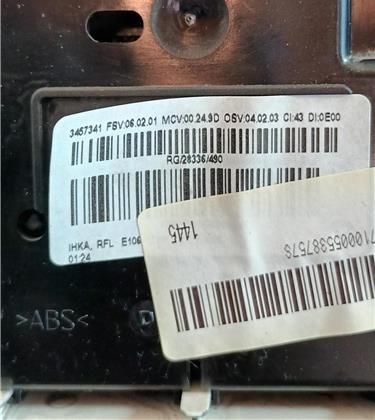 3457341 FSV:06.02.01 MCV:00.24.9D OSV:04.02.03 CI:43 DI:0E00
RG/28336/490
IHKA, RFL
01:24
1445
>ABS<